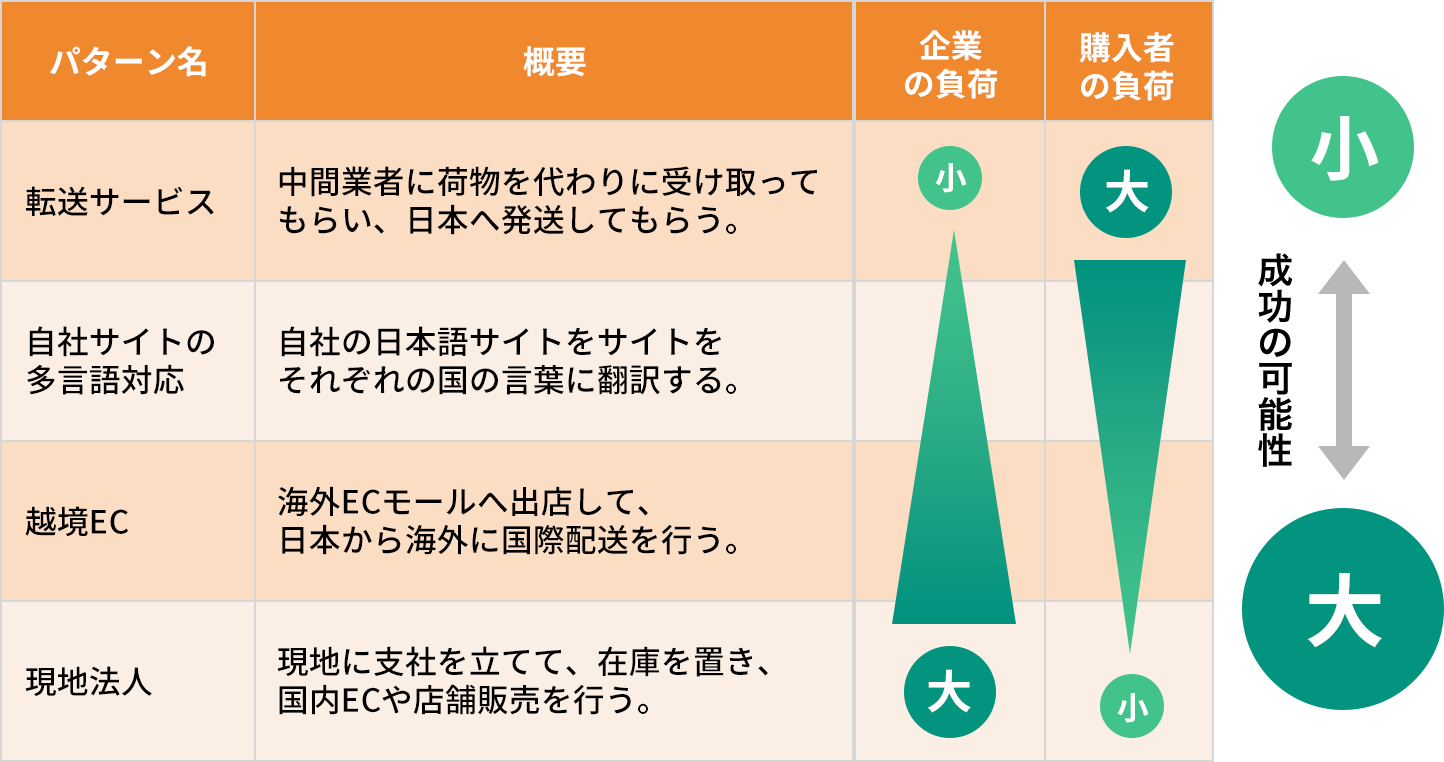 パターン名
概要
企業
の負荷
購入者
の負荷
転送サービス
中間業者に荷物を代わりに受け取って
もらい、日本へ発送してもらう。
小
大
自社サイトの
多言語対応
自社の日本語サイトをサイトを
それぞれの国の言葉に翻訳する。
越境EC
海外ECモールへ出店して、
日本から海外に国際配送を行う。
現地法人
現地に支社を立てて、在庫を置き、
国内ECや店舗販売を行う。
大
小
小
成功の可能性
大